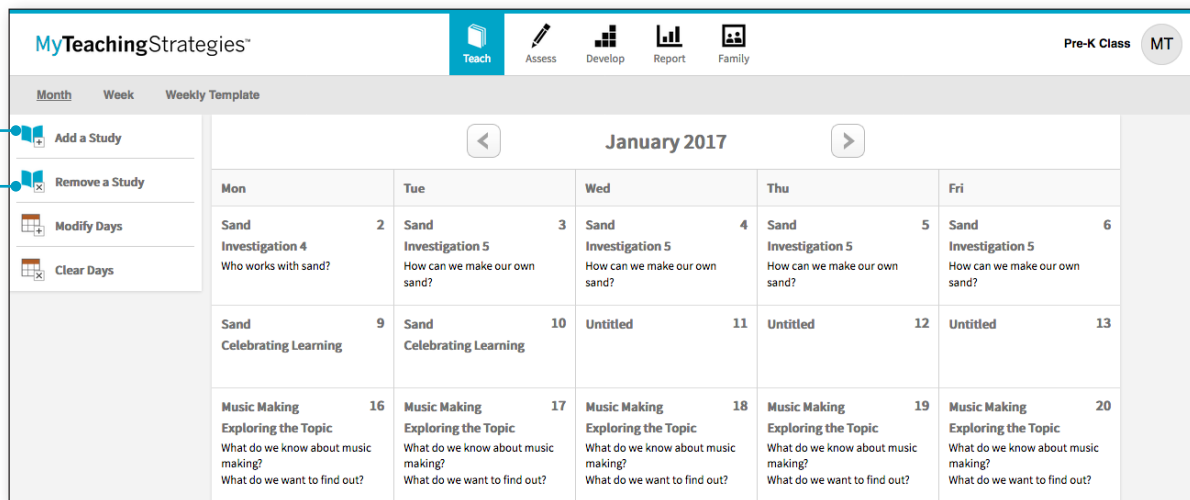 MyTeachingStrategies™
Teach
Assess
Develop
Report
Family
Pre-K Class
MT
Month
Week
Weekly Template
Add a Study
Remove a Study
Modify Days
Clear Days
January 2017
Mon
Tue
Wed
Thu
Fri
Sand 2
Investigation 4
Who works with sand?
Sand 3
Investigation 5
How can we make our own
sand?
Sand 4
Investigation 5
How can we make our own
sand?
Sand 5
Investigation 5
How can we make our own
sand?
Sand 6
Investigation 5
How can we make our own
sand?
Sand 9
Celebrating Learning
Sand 10
Celebrating Learning
Untitled 11
Untitled 12
Untitled 13
Music Making 16
Exploring the Topic
What do we know about music
making?
What do we want to find out?
Music Making 17
Exploring the Topic
What do we know about music
making?
What do we want to find out?
Music Making 18
Exploring the Topic
What do we know about music
making?
What do we want to find out?
Music Making 19
Exploring the Topic
What do we know about music
making?
What do we want to find out?
Music Making 20
Exploring the Topic
What do we know about music
making?
What do we want to find out?